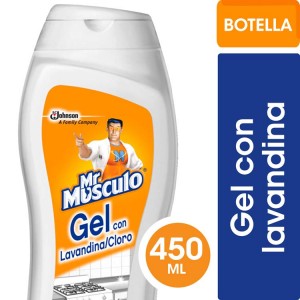 BOTELLA
SC Johnson
A Family Company
Mr
Músculo
Gel con
Lavandina/Cloro
450
ML
Gel con
lavandina